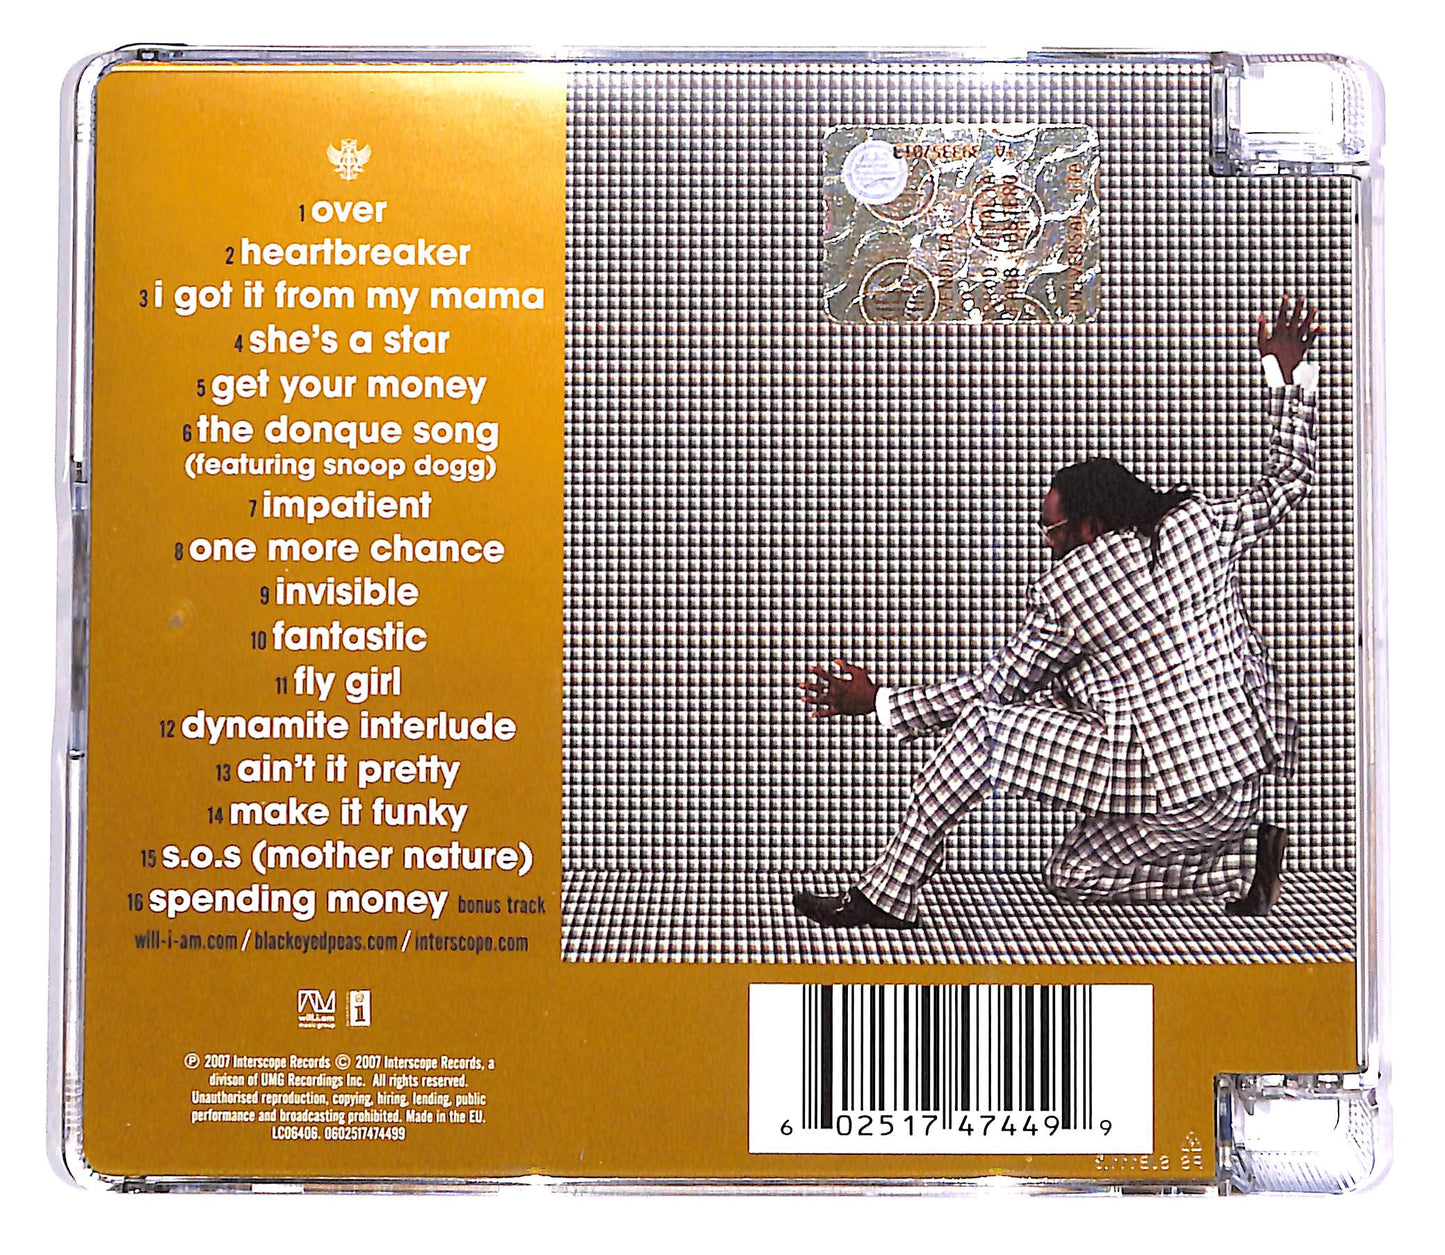 1 over
2 heartbreaker
3 i got it from my mama
4 she's a star
5 get your money
6 the donque song
(featuring snoop dogg)
7 impatient
8 one more chance
9 invisible
10 fantastic
11 fly girl
12 dynamite interlude
13 ain't it pretty
14 make it funky
15 s.o.s (mother nature)
16 spending money bonus track
will-i-am.com / blackeyedpeas.com / interscope.com
will.i.am
music group
i
℗ 2007 Interscope Records © 2007 Interscope Records, a
divison of UMG Recordings Inc. All rights reserved.
Unauthorised reproduction, copying, hiring, lending, public
performance and broadcasting prohibited. Made in the EU.
LC06406. 0602517474499
6 02517 47449 9